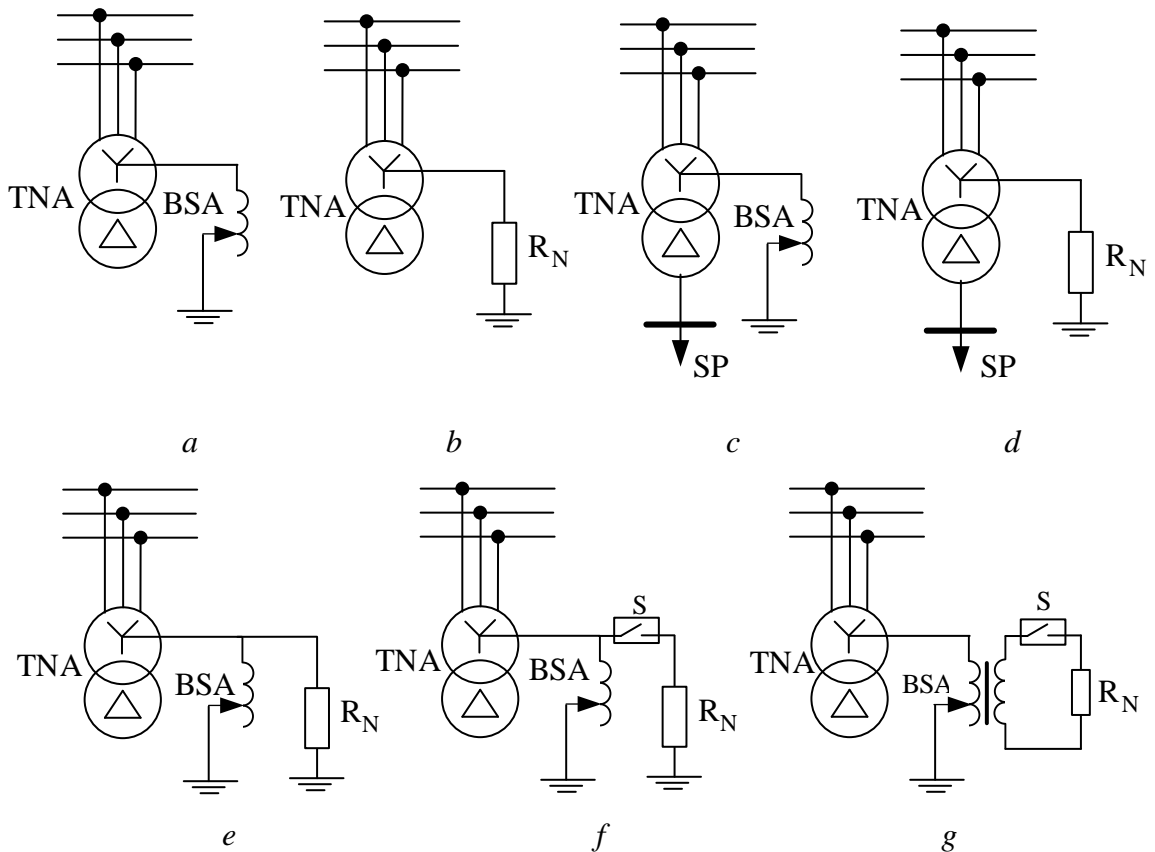 TNA
BSA
TNA
R_N
TNA
BSA
SP
TNA
R_N
SP
a
b
c
d
TNA
BSA
R_N
TNA
BSA
S
R_N
TNA
BSA
S
R_N
e
f
g